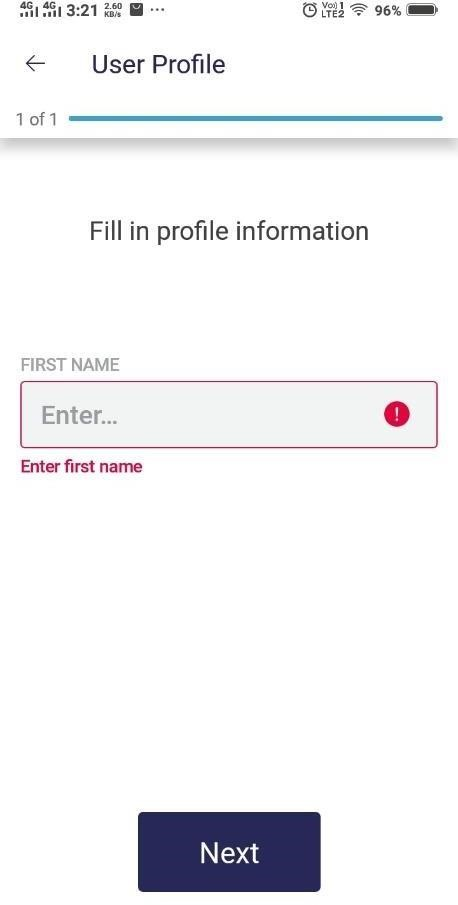 4G 4G 3:21 2.60 KB/s ... Vo) 1 LTE2 96%
User Profile
1 of 1
Fill in profile information
FIRST NAME
Enter...
!
Enter first name
Next